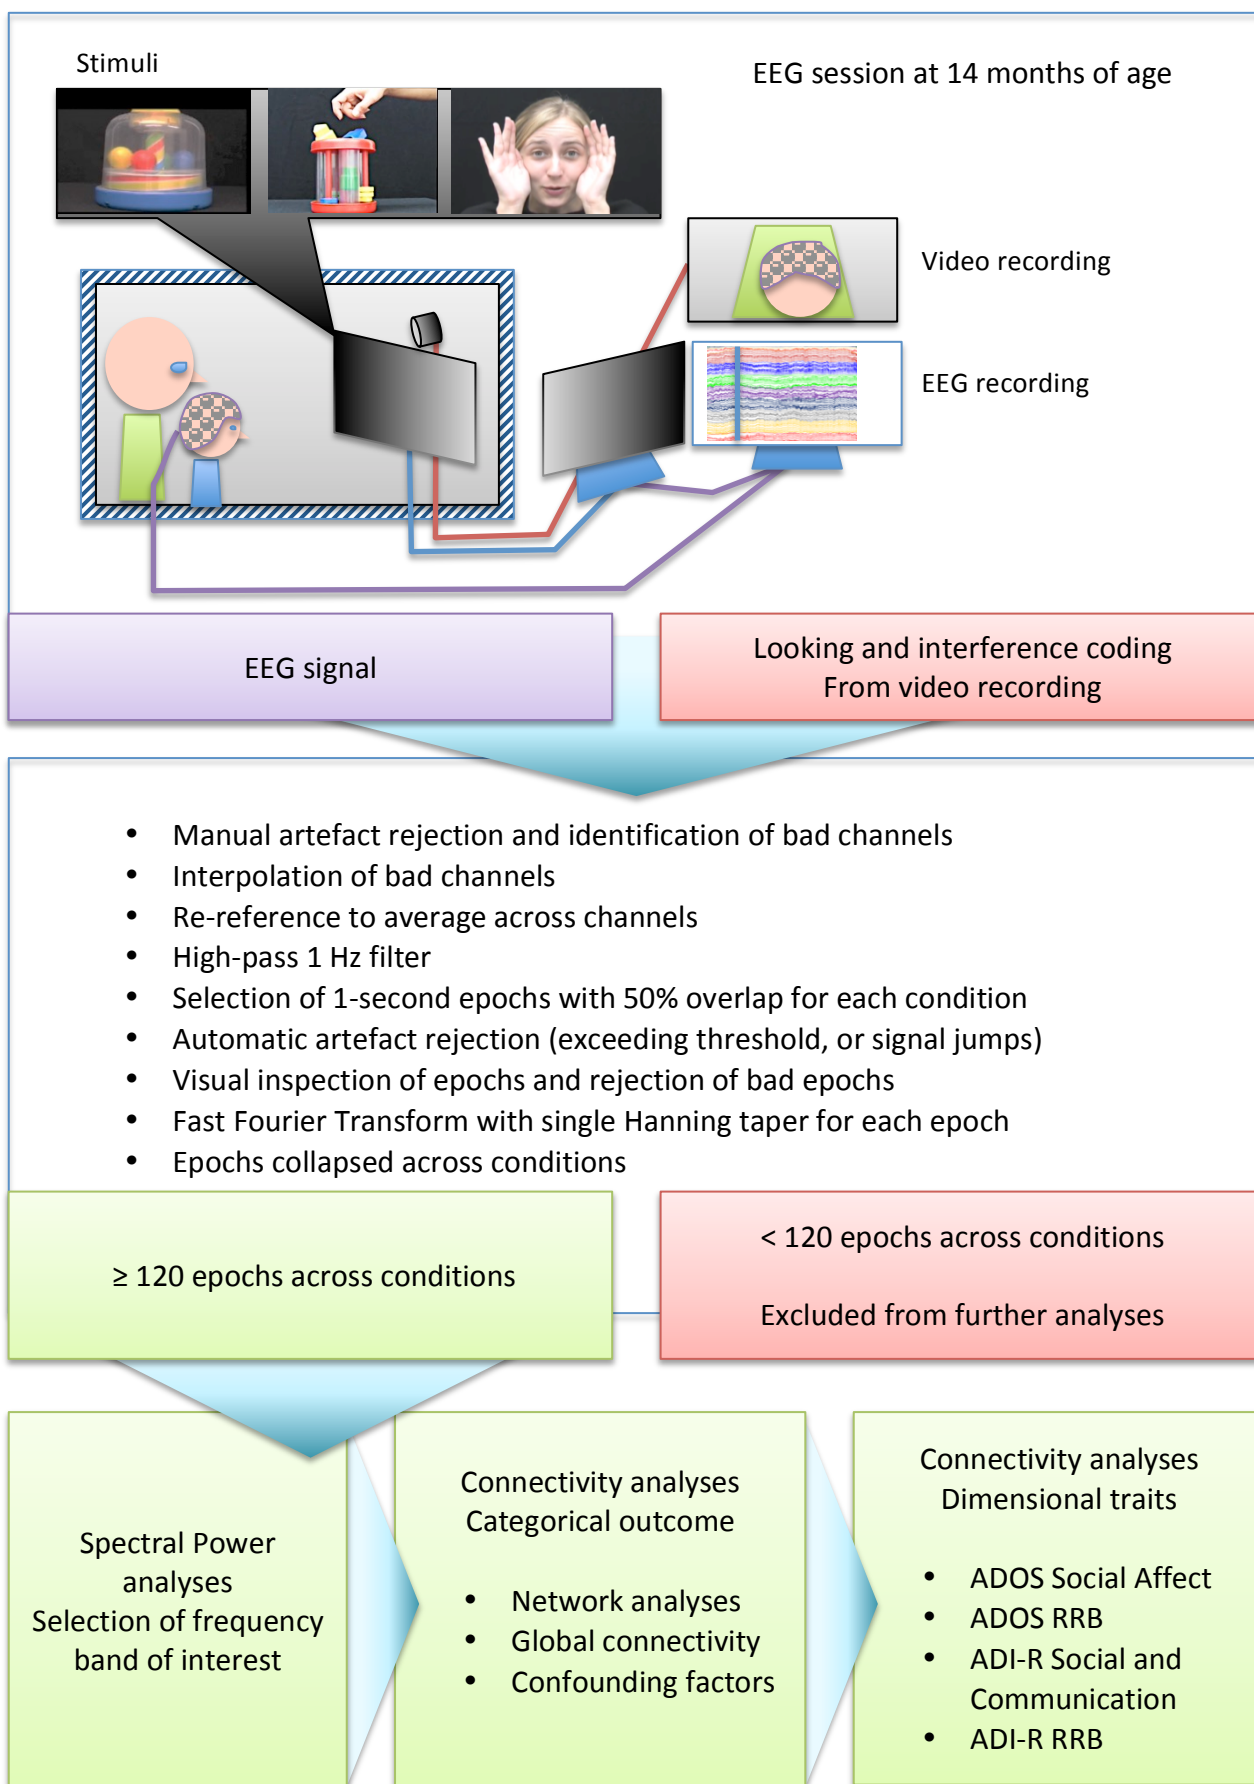 Stimuli
EEG session at 14 months of age
Video recording
EEG recording
EEG signal
Looking and interference coding
From video recording
• Manual artefact rejection and identification of bad channels
• Interpolation of bad channels
• Re-reference to average across channels
• High-pass 1 Hz filter
• Selection of 1-second epochs with 50% overlap for each condition
• Automatic artefact rejection (exceeding threshold, or signal jumps)
• Visual inspection of epochs and rejection of bad epochs
• Fast Fourier Transform with single Hanning taper for each epoch
• Epochs collapsed across conditions
≥ 120 epochs across conditions
< 120 epochs across conditions
Excluded from further analyses
Spectral Power
analyses
Selection of frequency
band of interest
Connectivity analyses
Categorical outcome
• Network analyses
• Global connectivity
• Confounding factors
Connectivity analyses
Dimensional traits
• ADOS Social Affect
• ADOS RRB
• ADI-R Social and
Communication
• ADI-R RRB